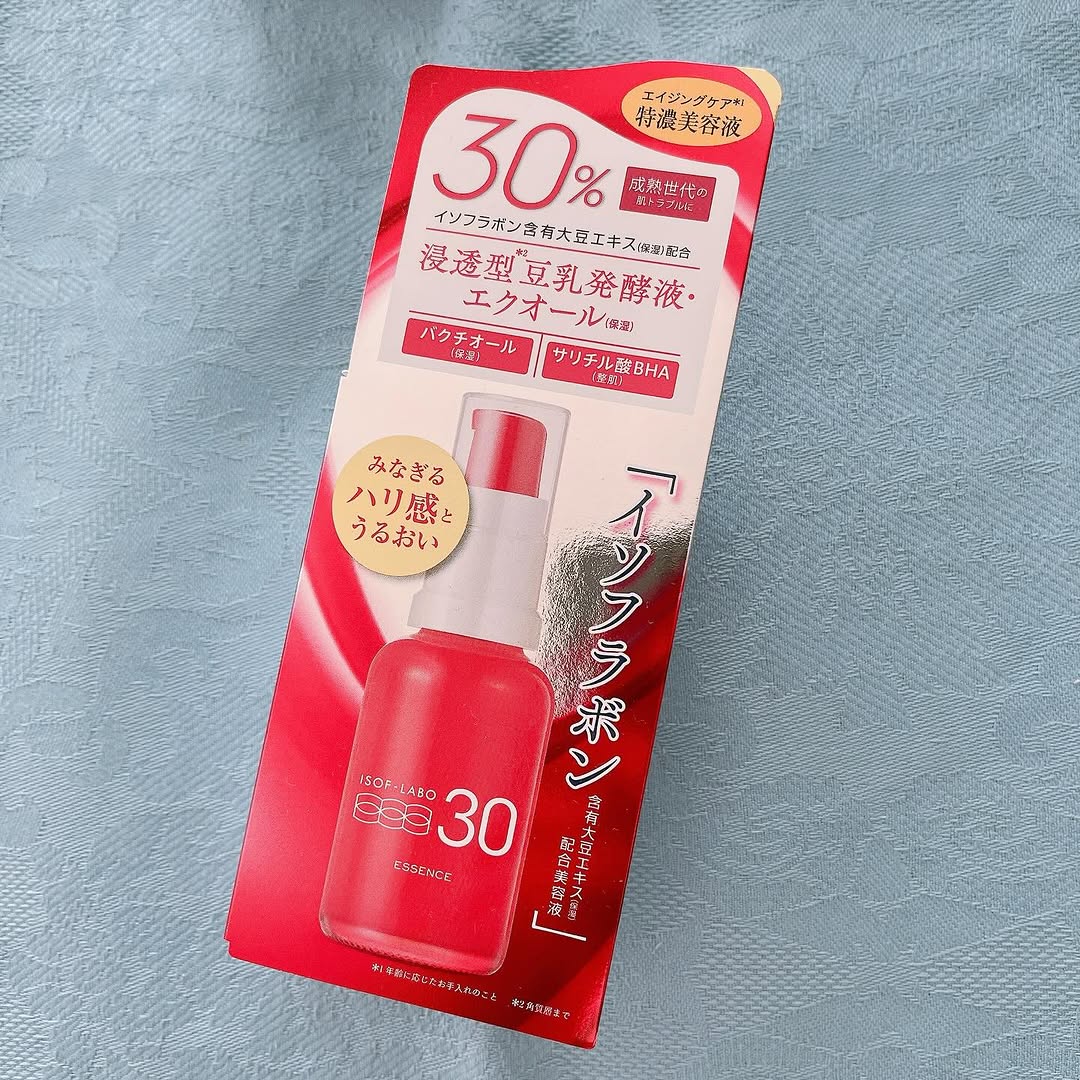 エイジングケア*1
特濃美容液
30%
成熟世代の
肌トラブルに
イソフラボン含有大豆エキス(保湿)配合
浸透型*2豆乳発酵液・
エクオール(保湿)
バクチオール
(保湿)
サリチル酸BHA
(整肌)
みなぎる
ハリ感と
うるおい
「イソフラボン
含有大豆エキス(保湿)
配合美容液」
ISOF-LABO
30
ESSENCE
*1 年齢に応じたお手入れのこと *2 角質層まで